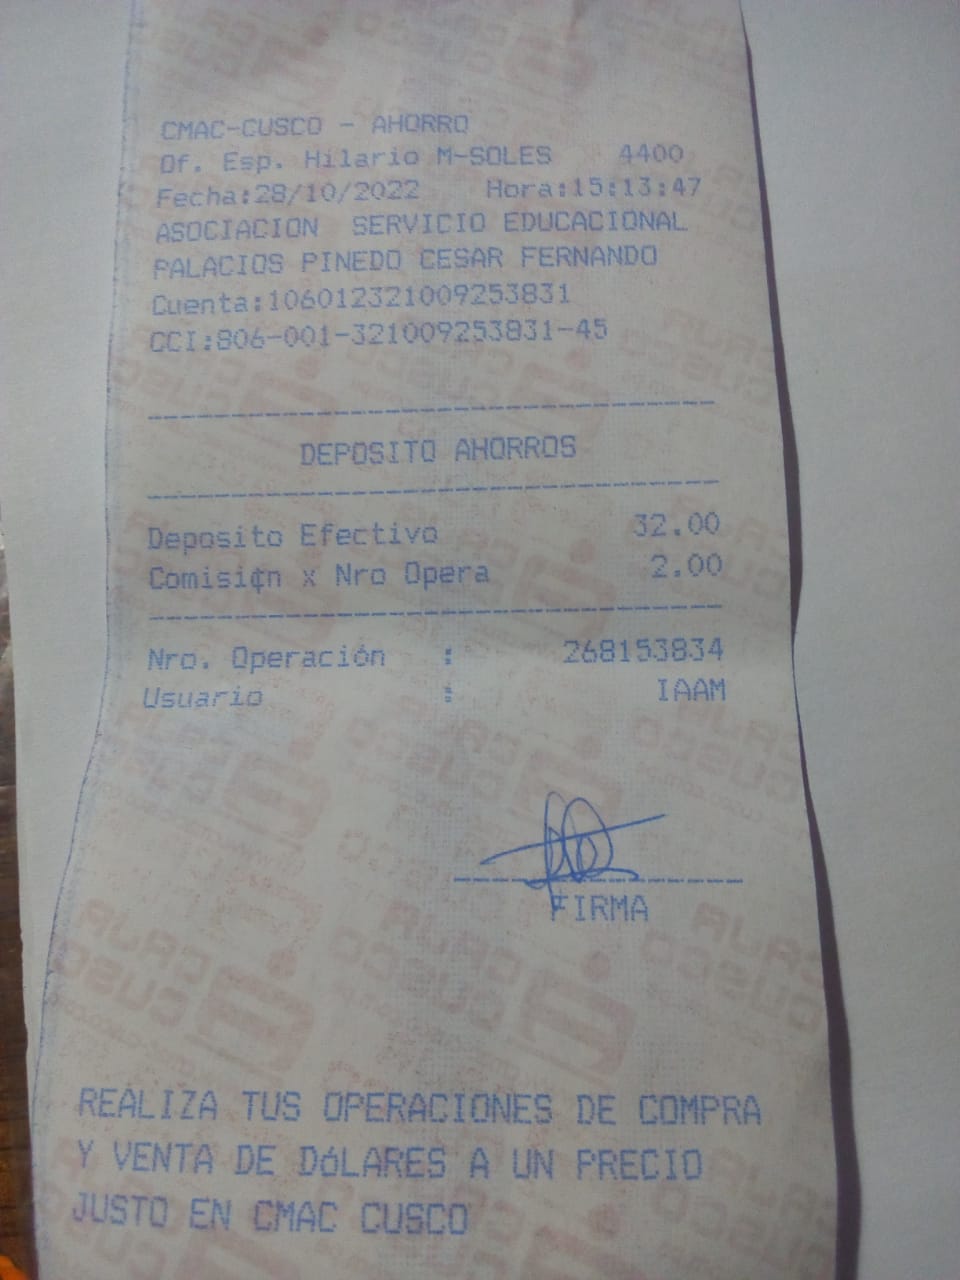 CMAC-CUSCO - AHORRO
Of. Esp. Hilario M-SOLES 4400
Fecha:28/10/2022 Hora:15:13:47
ASOCIACION SERVICIO EDUCACIONAL
PALACIOS PINEDO CESAR FERNANDO
Cuenta:106012321009253831
CCI:806-001-321009253831-45
DEPOSITO AHORROS
Deposito Efectivo 32.00
Comisi¢n x Nro Opera 2.00
Nro. Operación : 268153834
Usuario : IAAM
FIRMA
REALIZA TUS OPERACIONES DE COMPRA
Y VENTA DE DóLARES A UN PRECIO
JUSTO EN CMAC CUSCO